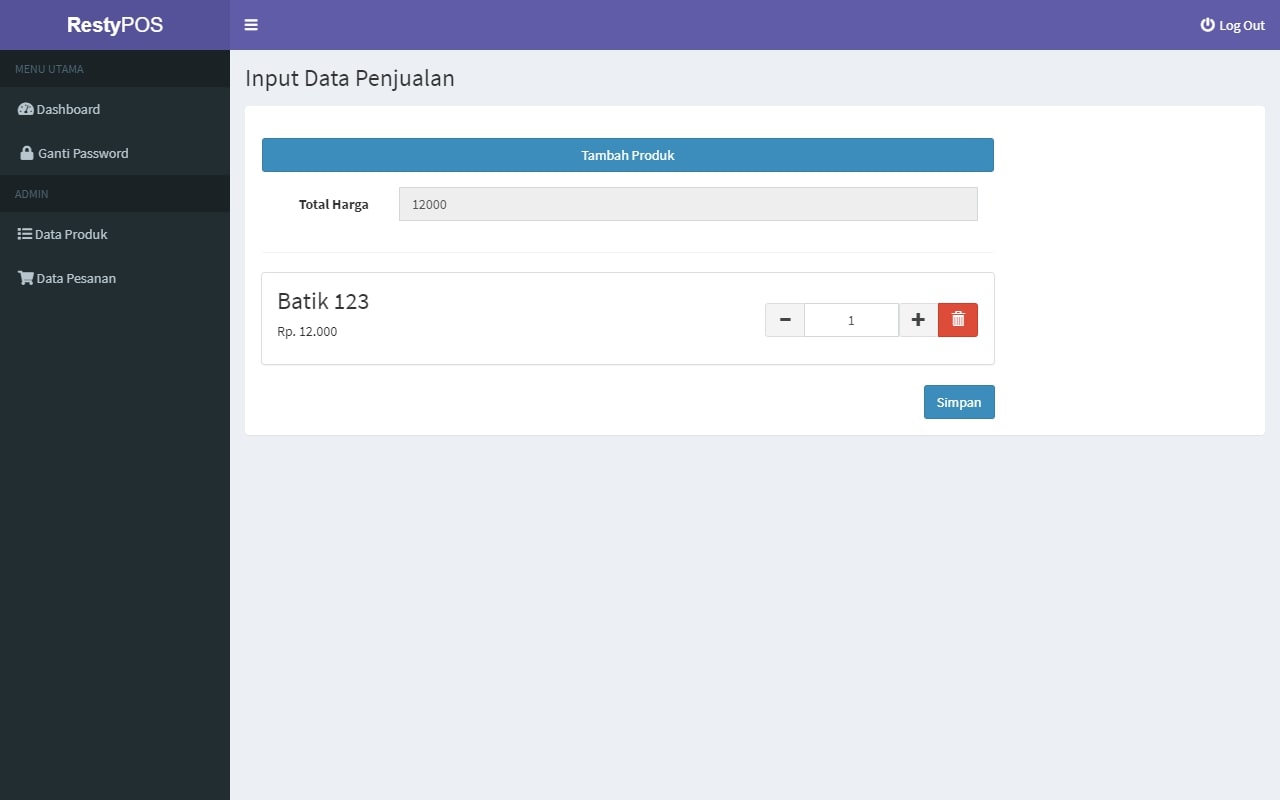 RestyPOS
Log Out
MENU UTAMA
Dashboard
Ganti Password
ADMIN
Data Produk
Data Pesanan
Input Data Penjualan
Tambah Produk
Total Harga 12000
Batik 123
Rp. 12.000
1
Simpan